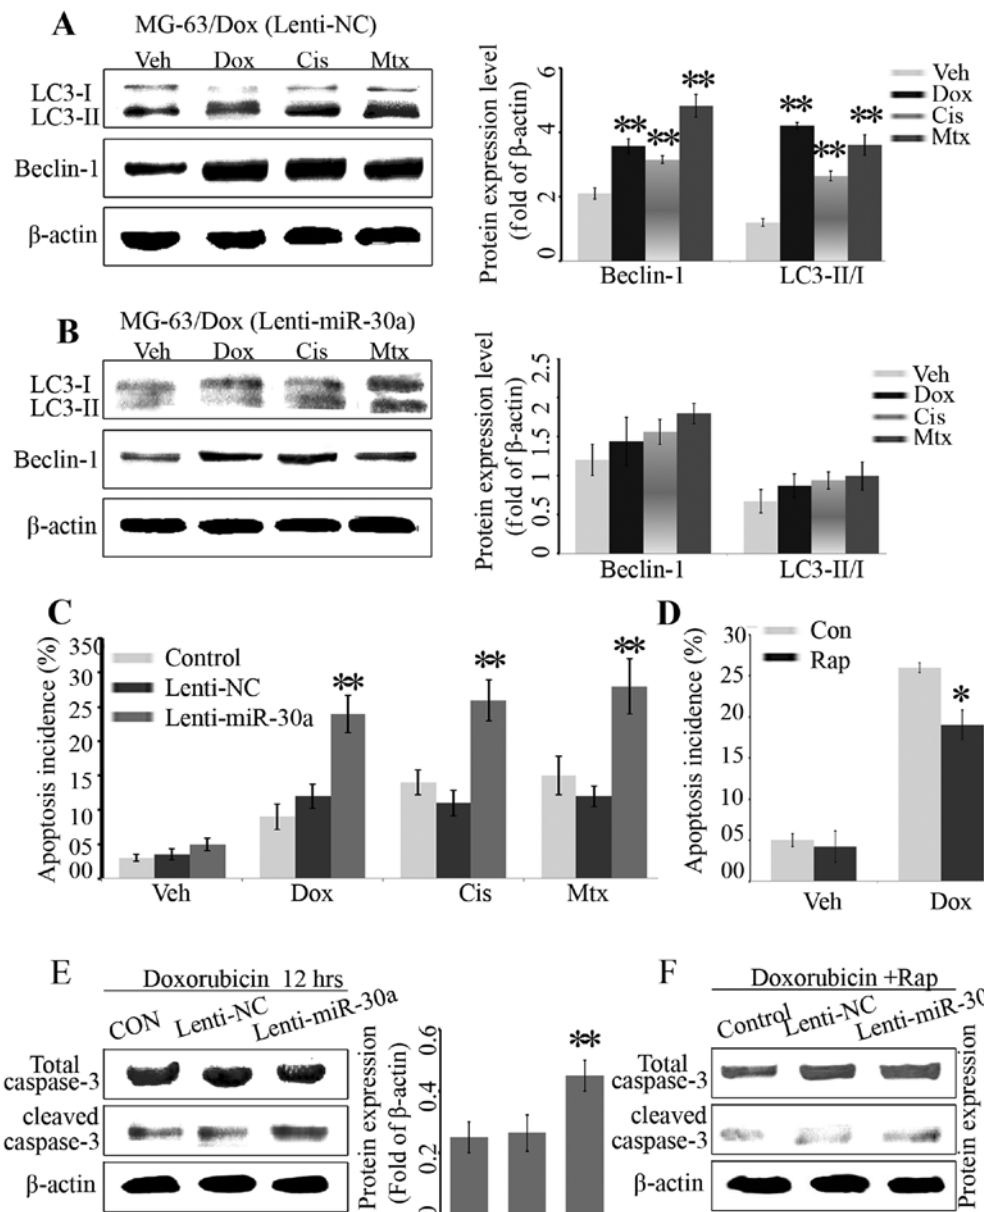 A
MG-63/Dox (Lenti-NC)
Veh Dox Cis Mtx
LC3-I
LC3-II
Beclin-1
β-actin
Protein expression level
(fold of β-actin)
0 2 4 6
** ** ** ** ** **
Veh
Dox
Cis
Mtx
Beclin-1 LC3-II/I
B
MG-63/Dox (Lenti-miR-30a)
Veh Dox Cis Mtx
LC3-I
LC3-II
Beclin-1
β-actin
Protein expression level
(fold of β-actin)
0 0.5 1 1.5 2 2.5
Veh
Dox
Cis
Mtx
Beclin-1 LC3-II/I
C
Apoptosis incidence (%)
350
25
20
15
10
05
00
Control
Lenti-NC
Lenti-miR-30a
** ** **
Veh Dox Cis Mtx
D
Apoptosis incidence (%)
30
25
20
15
10
05
00
Con
Rap
*
Veh Dox
E
Doxorubicin 12 hrs
CON Lenti-NC Lenti-miR-30a
Total
caspase-3
cleaved
caspase-3
β-actin
Protein expression
(Fold of β-actin)
0 0.2 0.4 0.6
**
F
Doxorubicin +Rap
Control Lenti-NC Lenti-miR-30
Total
caspase-3
cleaved
caspase-3
β-actin
Protein expression